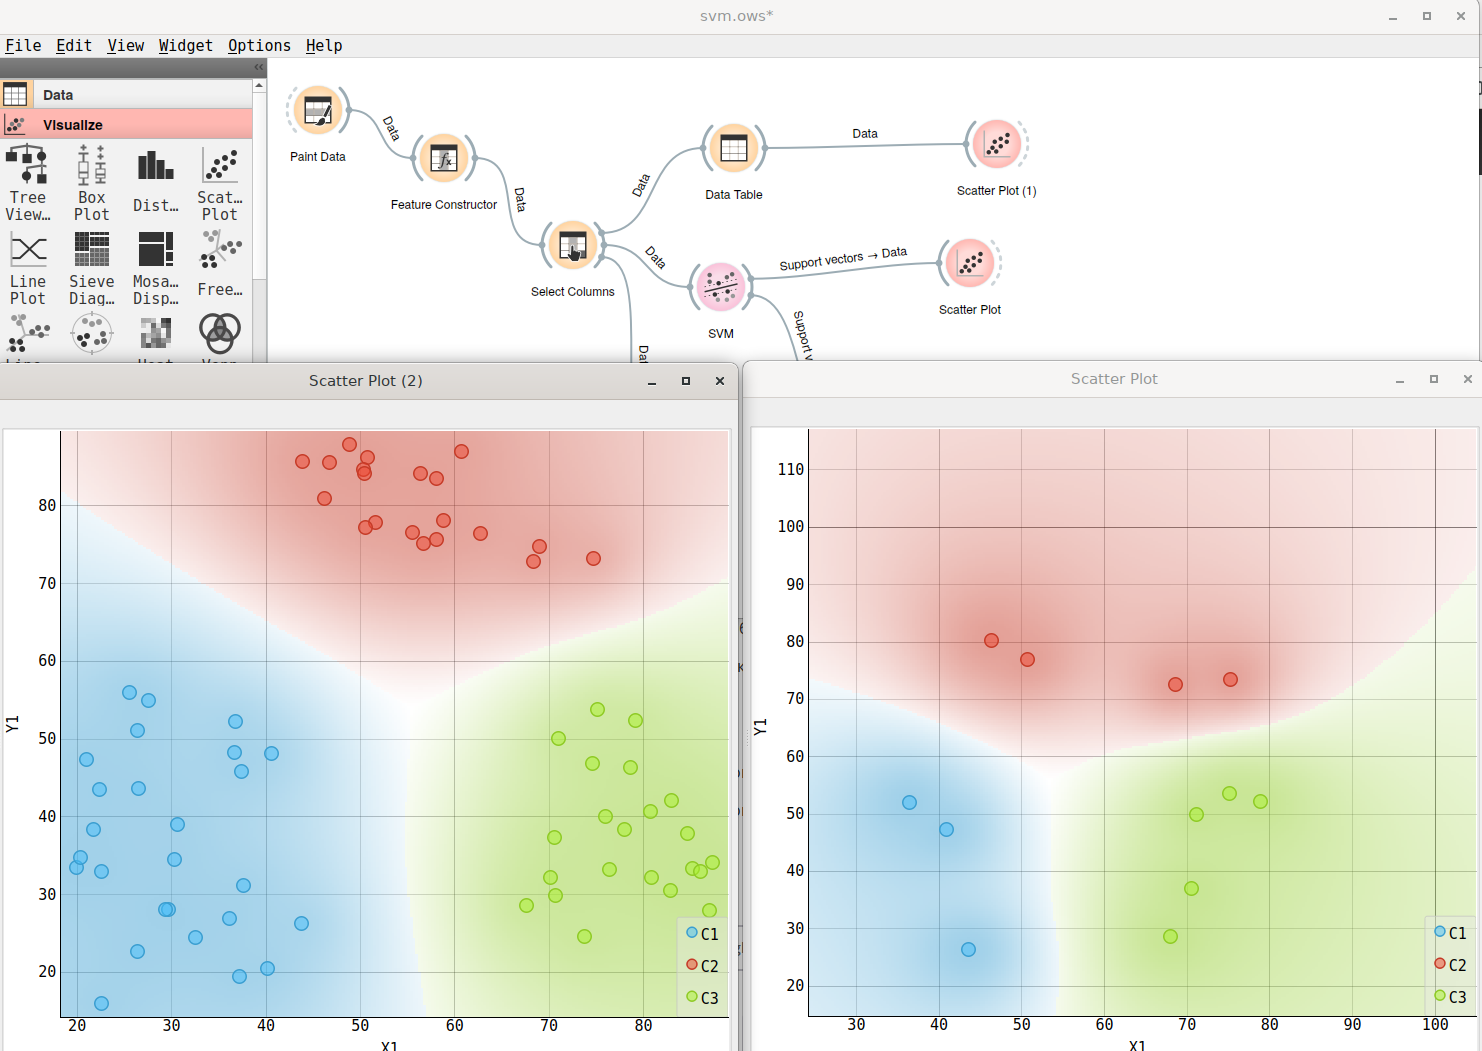 svm.ows*
File Edit View Widget Options Help
Data
Visualize
Tree View...
Box Plot
Dist...
Scat... Plot
Line Plot
Sieve Diag...
Mosa... Disp...
Free...
Paint Data
Data
Feature Constructor
Data
Select Columns
Data
Data Table
Data
Scatter Plot (1)
Data
SVM
Support vectors → Data
Scatter Plot
Support v
Dat
Scatter Plot (2)
80
70
60
50
40
30
20
Y1
20 30 40 50 60 70 80
X1
C1
C2
C3
Scatter Plot
110
100
90
80
70
60
50
40
30
20
Y1
30 40 50 60 70 80 90 100
X1
C1
C2
C3